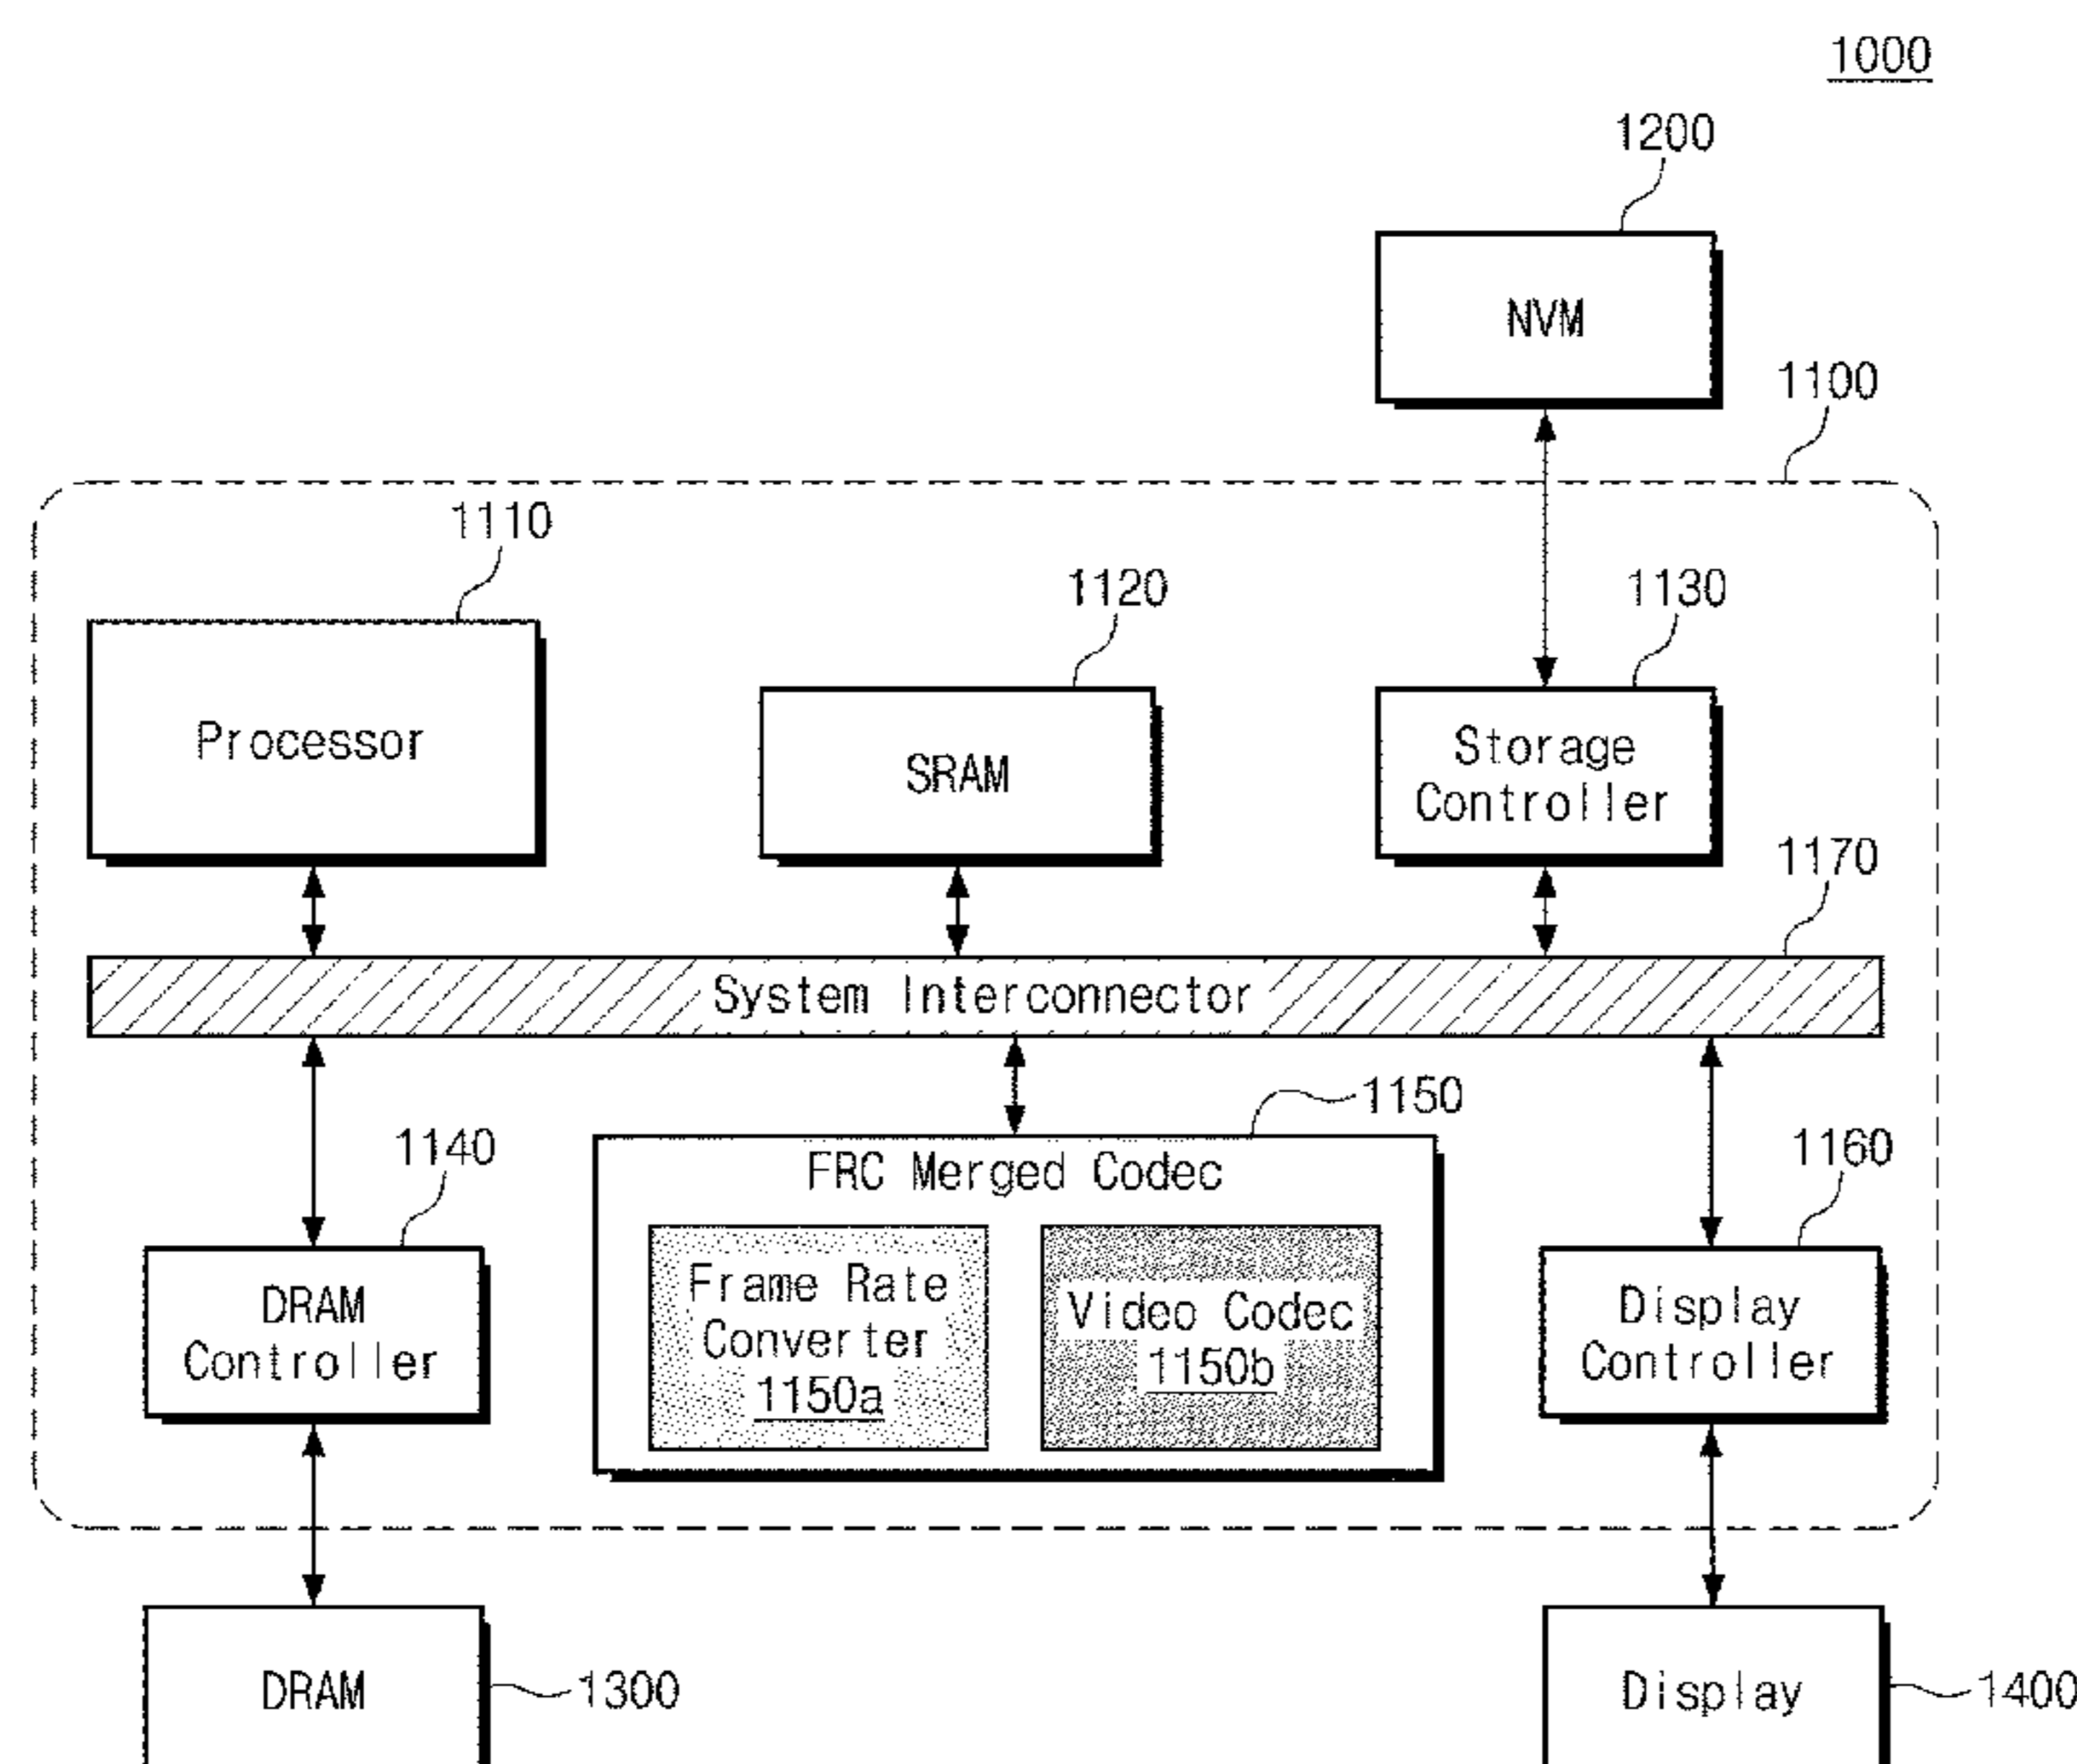 1000
1200
NVM
1100
1110
1120
1130
Processor
SRAM
Storage
Controller
1170
System Interconnector
1150
1140
FRC Merged Codec
1160
DRAM
Controller
Frame Rate
Converter
1150a
Video Codec
1150b
Display
Controller
DRAM
1300
Display
1400